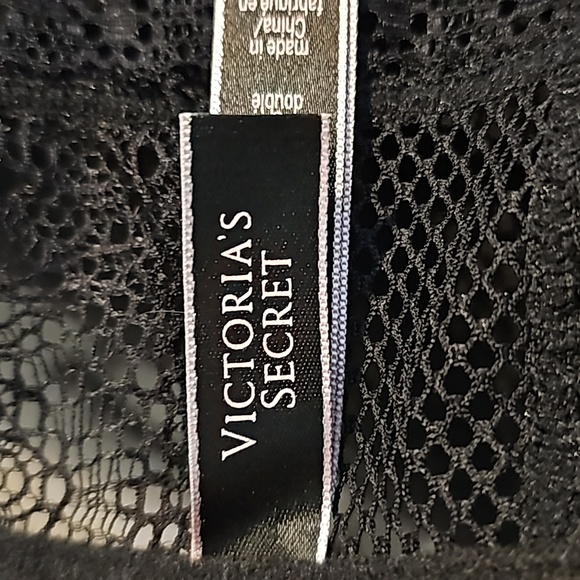 VICTORIA'S
SECRET
double
made in
China/
fabriqué en